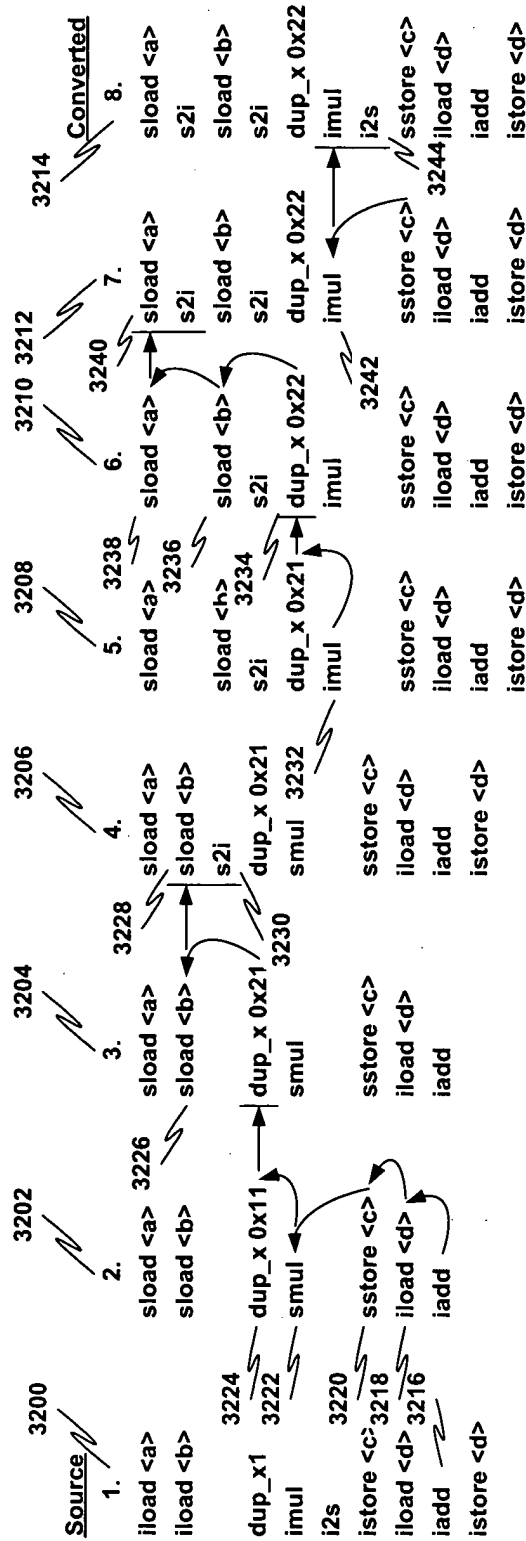 Source
3200
1.
iload <a>
iload <b>
dup_x1
imul
i2s
istore <c>
iload <d>
iadd
istore <d>
3224
3222
3220
3218
3216
3202
2.
sload <a>
sload <b>
dup_x 0x11
smul
sstore <c>
iload <d>
iadd
3226
3204
3.
sload <a>
sload <b>
dup_x 0x21
smul
sstore <c>
iload <d>
iadd
3228
3230
3206
4.
sload <a>
sload <b>
s2i
dup_x 0x21
smul
sstore <c>
iload <d>
iadd
istore <d>
3232
3208
5.
sload <a>
sload <h>
s2i
dup_x 0x21
imul
sstore <c>
iload <d>
iadd
istore <d>
3238
3236
3234
3210
6.
sload <a>
sload <b>
s2i
dup_x 0x22
imul
sstore <c>
iload <d>
iadd
istore <d>
3240
3242
3212
7.
sload <a>
s2i
sload <b>
s2i
dup_x 0x22
imul
sstore <c>
iload <d>
iadd
istore <d>
3244
3214
Converted
8.
sload <a>
s2i
sload <b>
s2i
dup_x 0x22
imul
i2s
sstore <c>
iload <d>
iadd
istore <d>